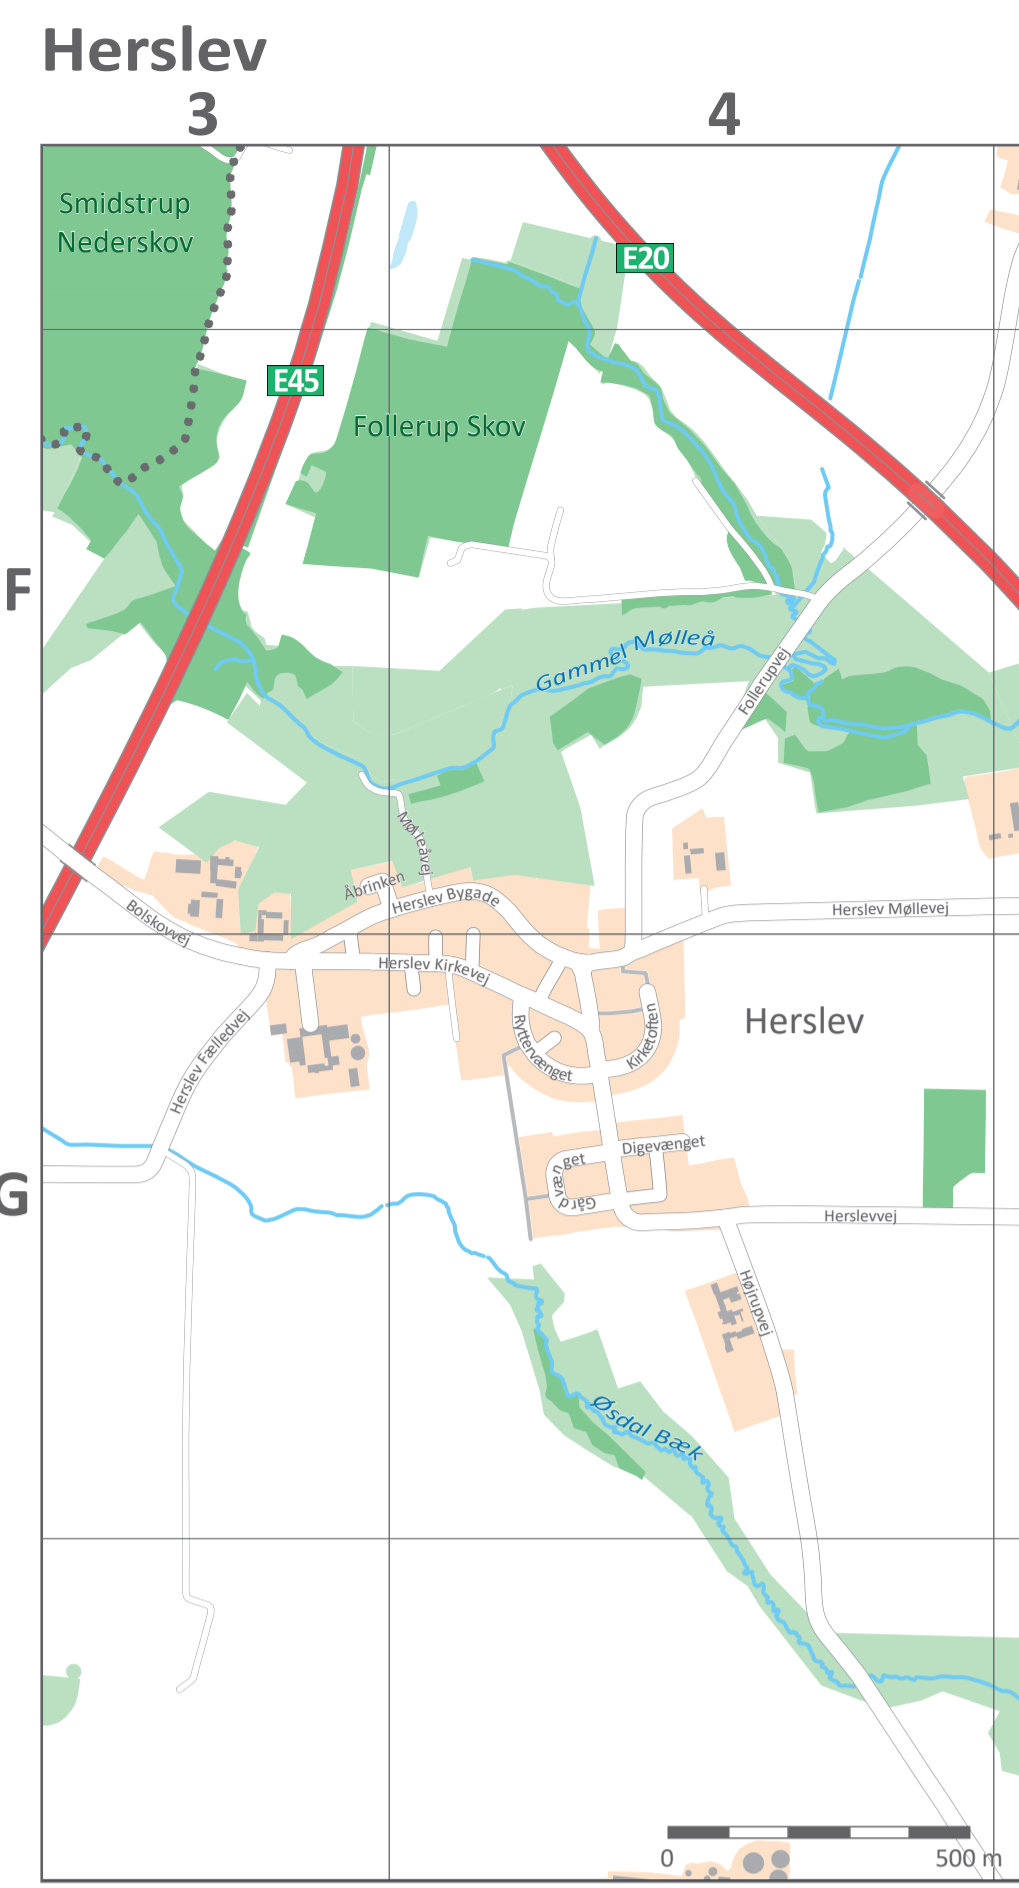 Herslev
3
4
Smidstrup
Nederskov
E20
E45
Follerup Skov
F
Gammel Mølleå
Follerupvej
Mølleåvej
Åbrinken
Herslev Bygade
Bolskovvej
Herslev Møllevej
Herslev Kirkevej
Herslev
Ryttervænget
Kirketoften
Herslev Fælledvej
Digevænget
Gårdvænget
G
Herslevvej
Højrupvej
Øsdal Bæk
0
500 m